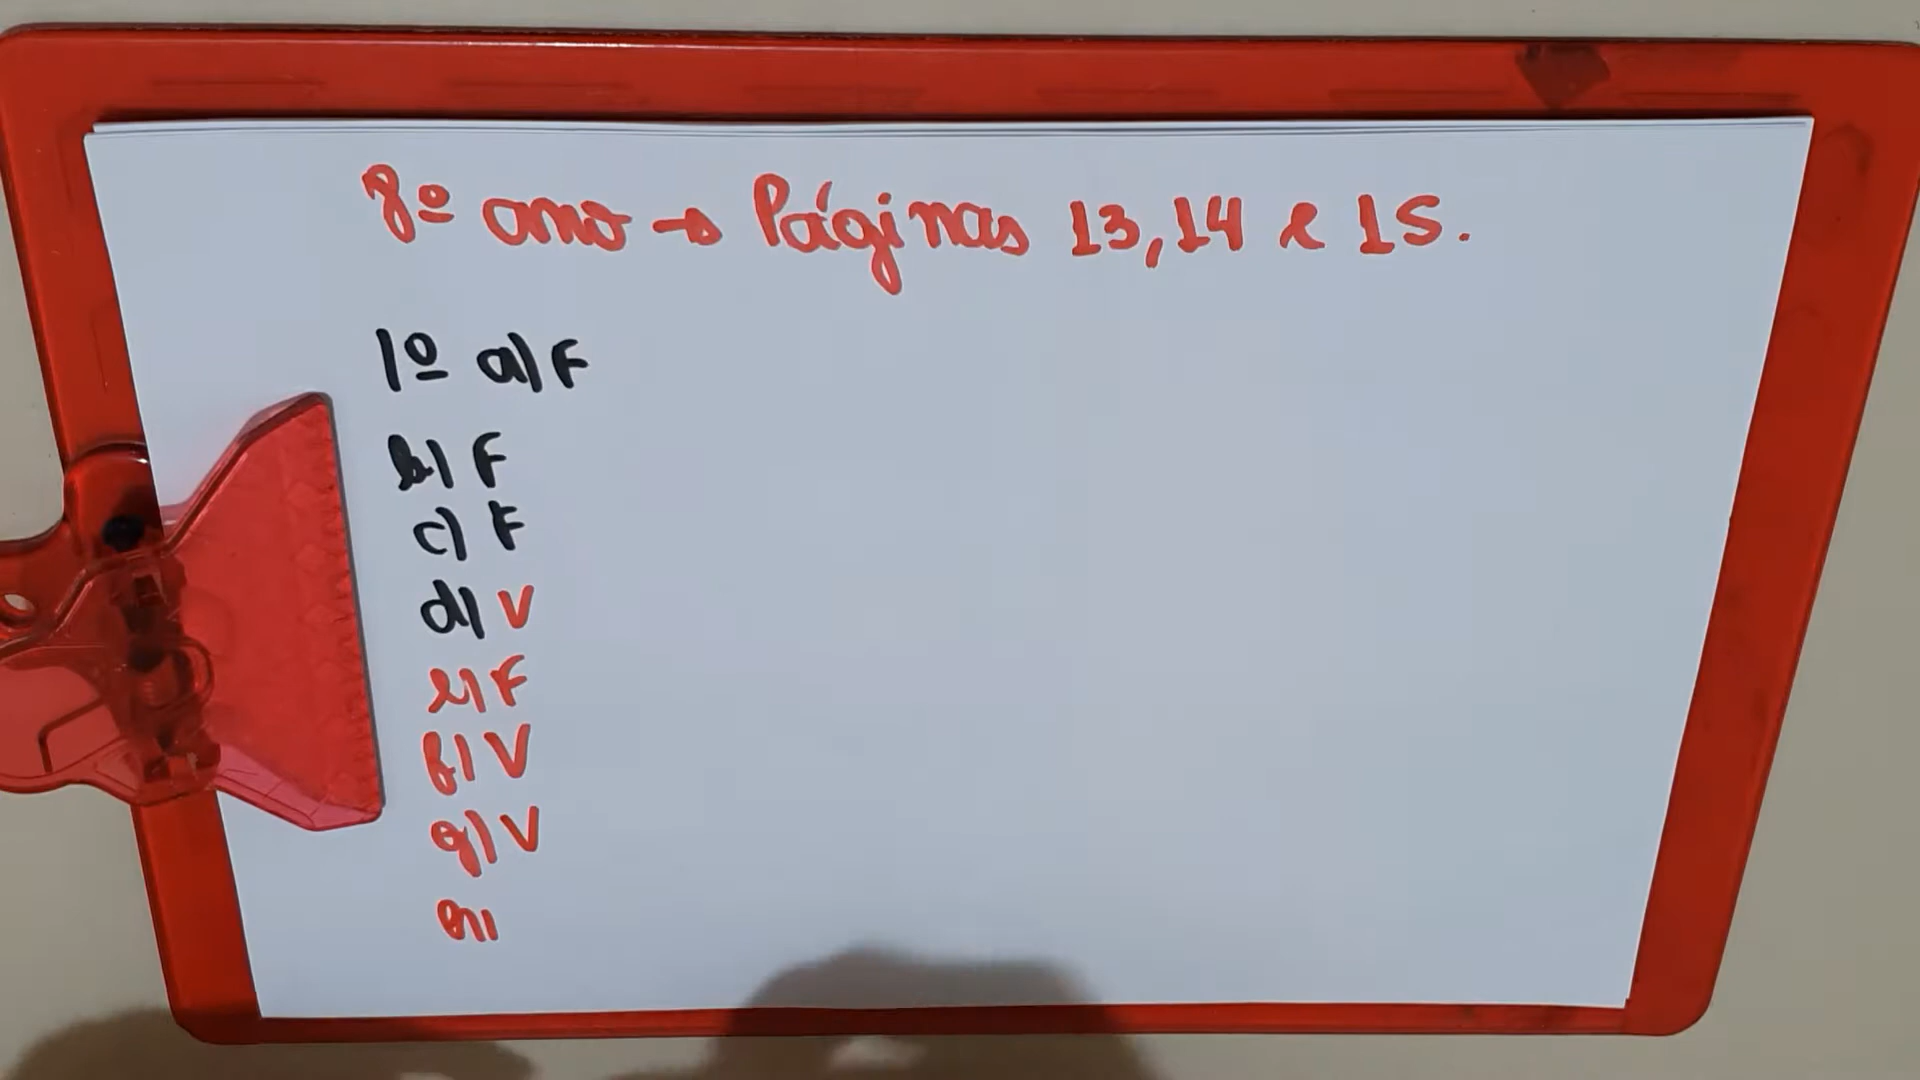 8º ano → Páginas 13, 14 e 15.
1º a) F
b) F
c) F
d) V
e) F
f) V
g) V
h)